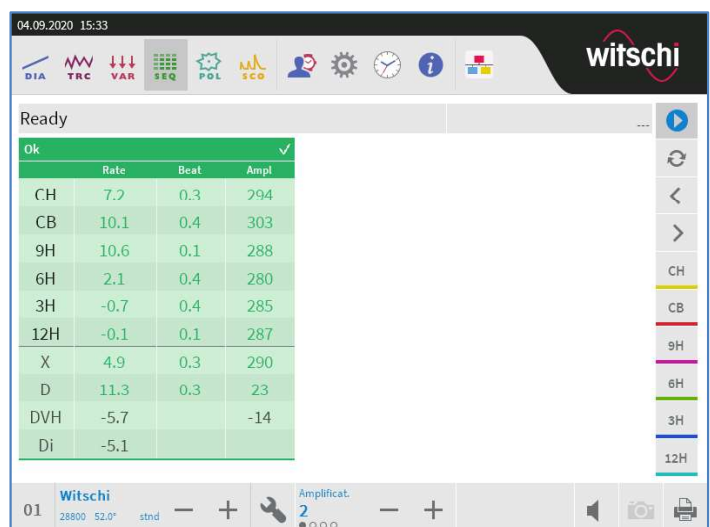 04.09.2020 15:33
DIA TRC VAR SEQ POL SCO i witschi
Ready ---
Ok
Rate Beat Ampl
CH 7.2 0.3 294
CB 10.1 0.4 303
9H 10.6 0.1 288
6H 2.1 0.4 280
3H -0.7 0.4 285
12H -0.1 0.1 287
X 4.9 0.3 290
D 11.3 0.3 23
DVH -5.7 -14
Di -5.1
CH
CB
9H
6H
3H
12H
01 Witschi
28800 52.0° stnd
Amplificat.
2